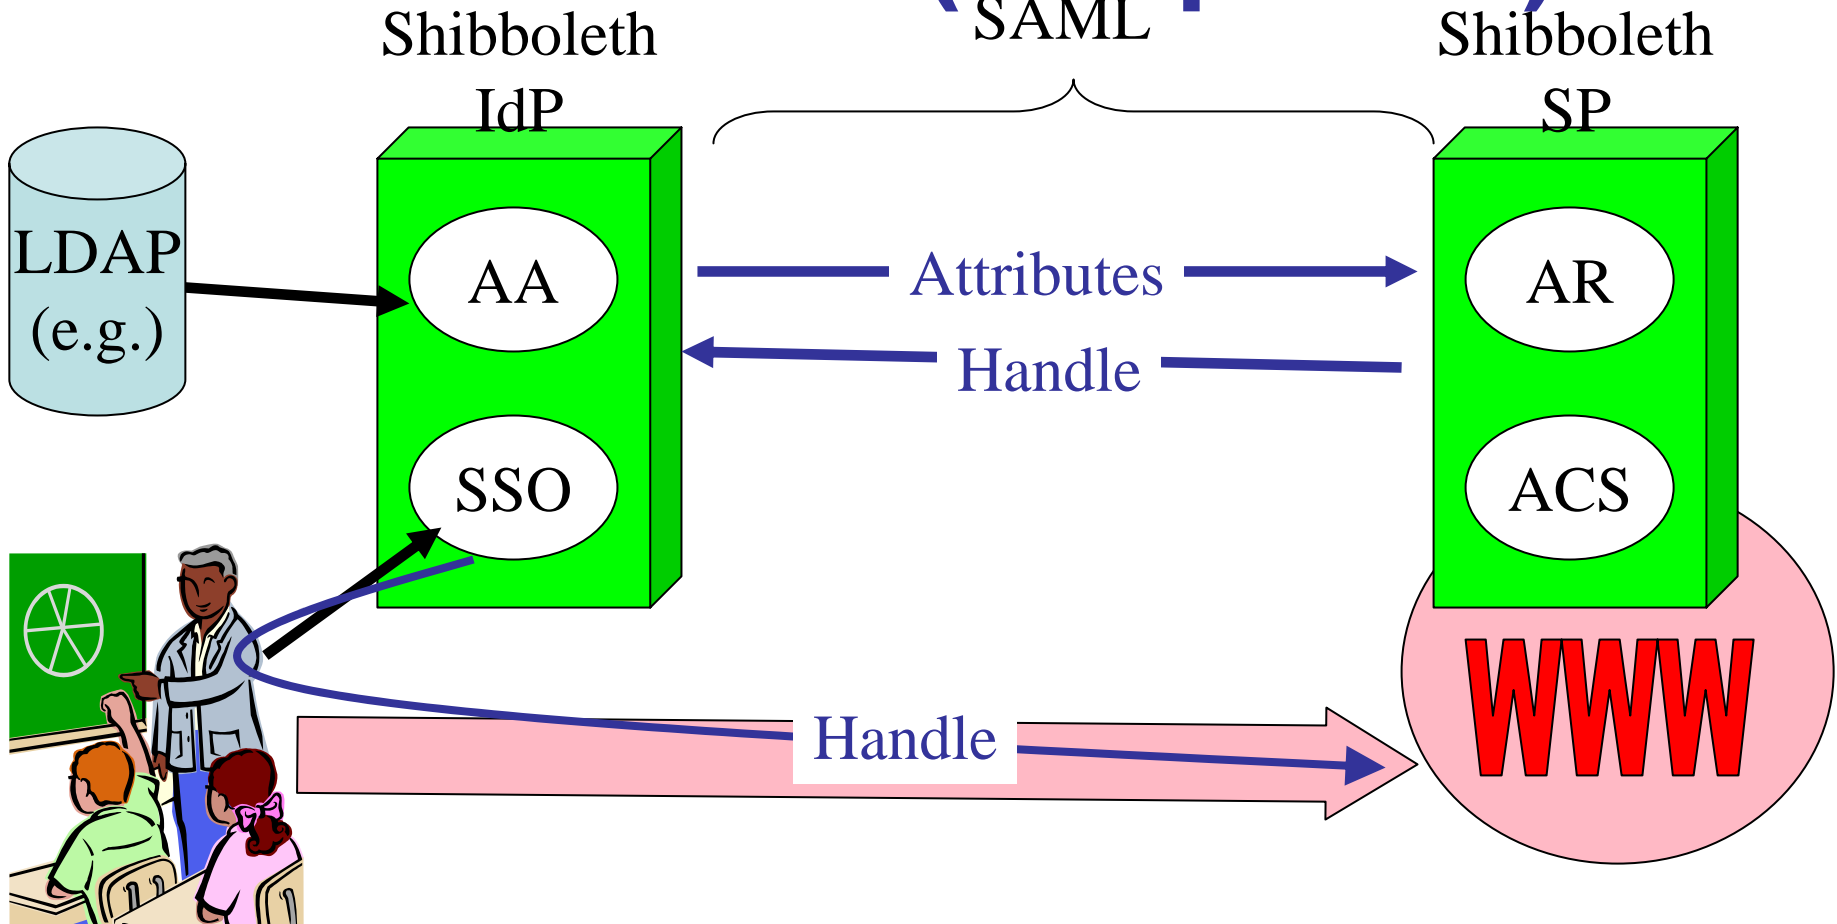 SAML
Shibboleth
IdP
Shibboleth
SP
LDAP
(e.g.)
AA
Attributes
AR
Handle
SSO
ACS
Handle
WWW